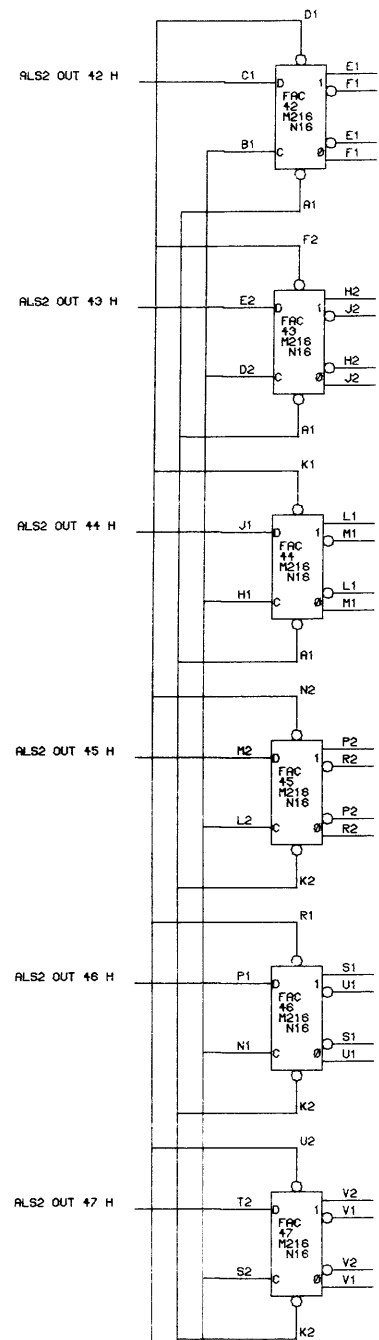 D1
ALS2 OUT 42 H
C1
D
1
E1
F1
FAC
42
M216
N16
B1
C
0
E1
F1
A1
F2
ALS2 OUT 43 H
E2
D
1
H2
J2
FAC
43
M216
N16
D2
C
0
H2
J2
A1
K1
ALS2 OUT 44 H
J1
D
1
L1
M1
FAC
44
M216
N16
H1
C
0
L1
M1
A1
N2
ALS2 OUT 45 H
M2
D
1
P2
R2
FAC
45
M216
N16
L2
C
0
P2
R2
K2
R1
ALS2 OUT 46 H
P1
D
1
S1
U1
FAC
46
M216
N16
N1
C
0
S1
U1
K2
U2
ALS2 OUT 47 H
T2
D
1
V2
V1
FAC
47
M216
N16
S2
C
0
V2
V1
K2